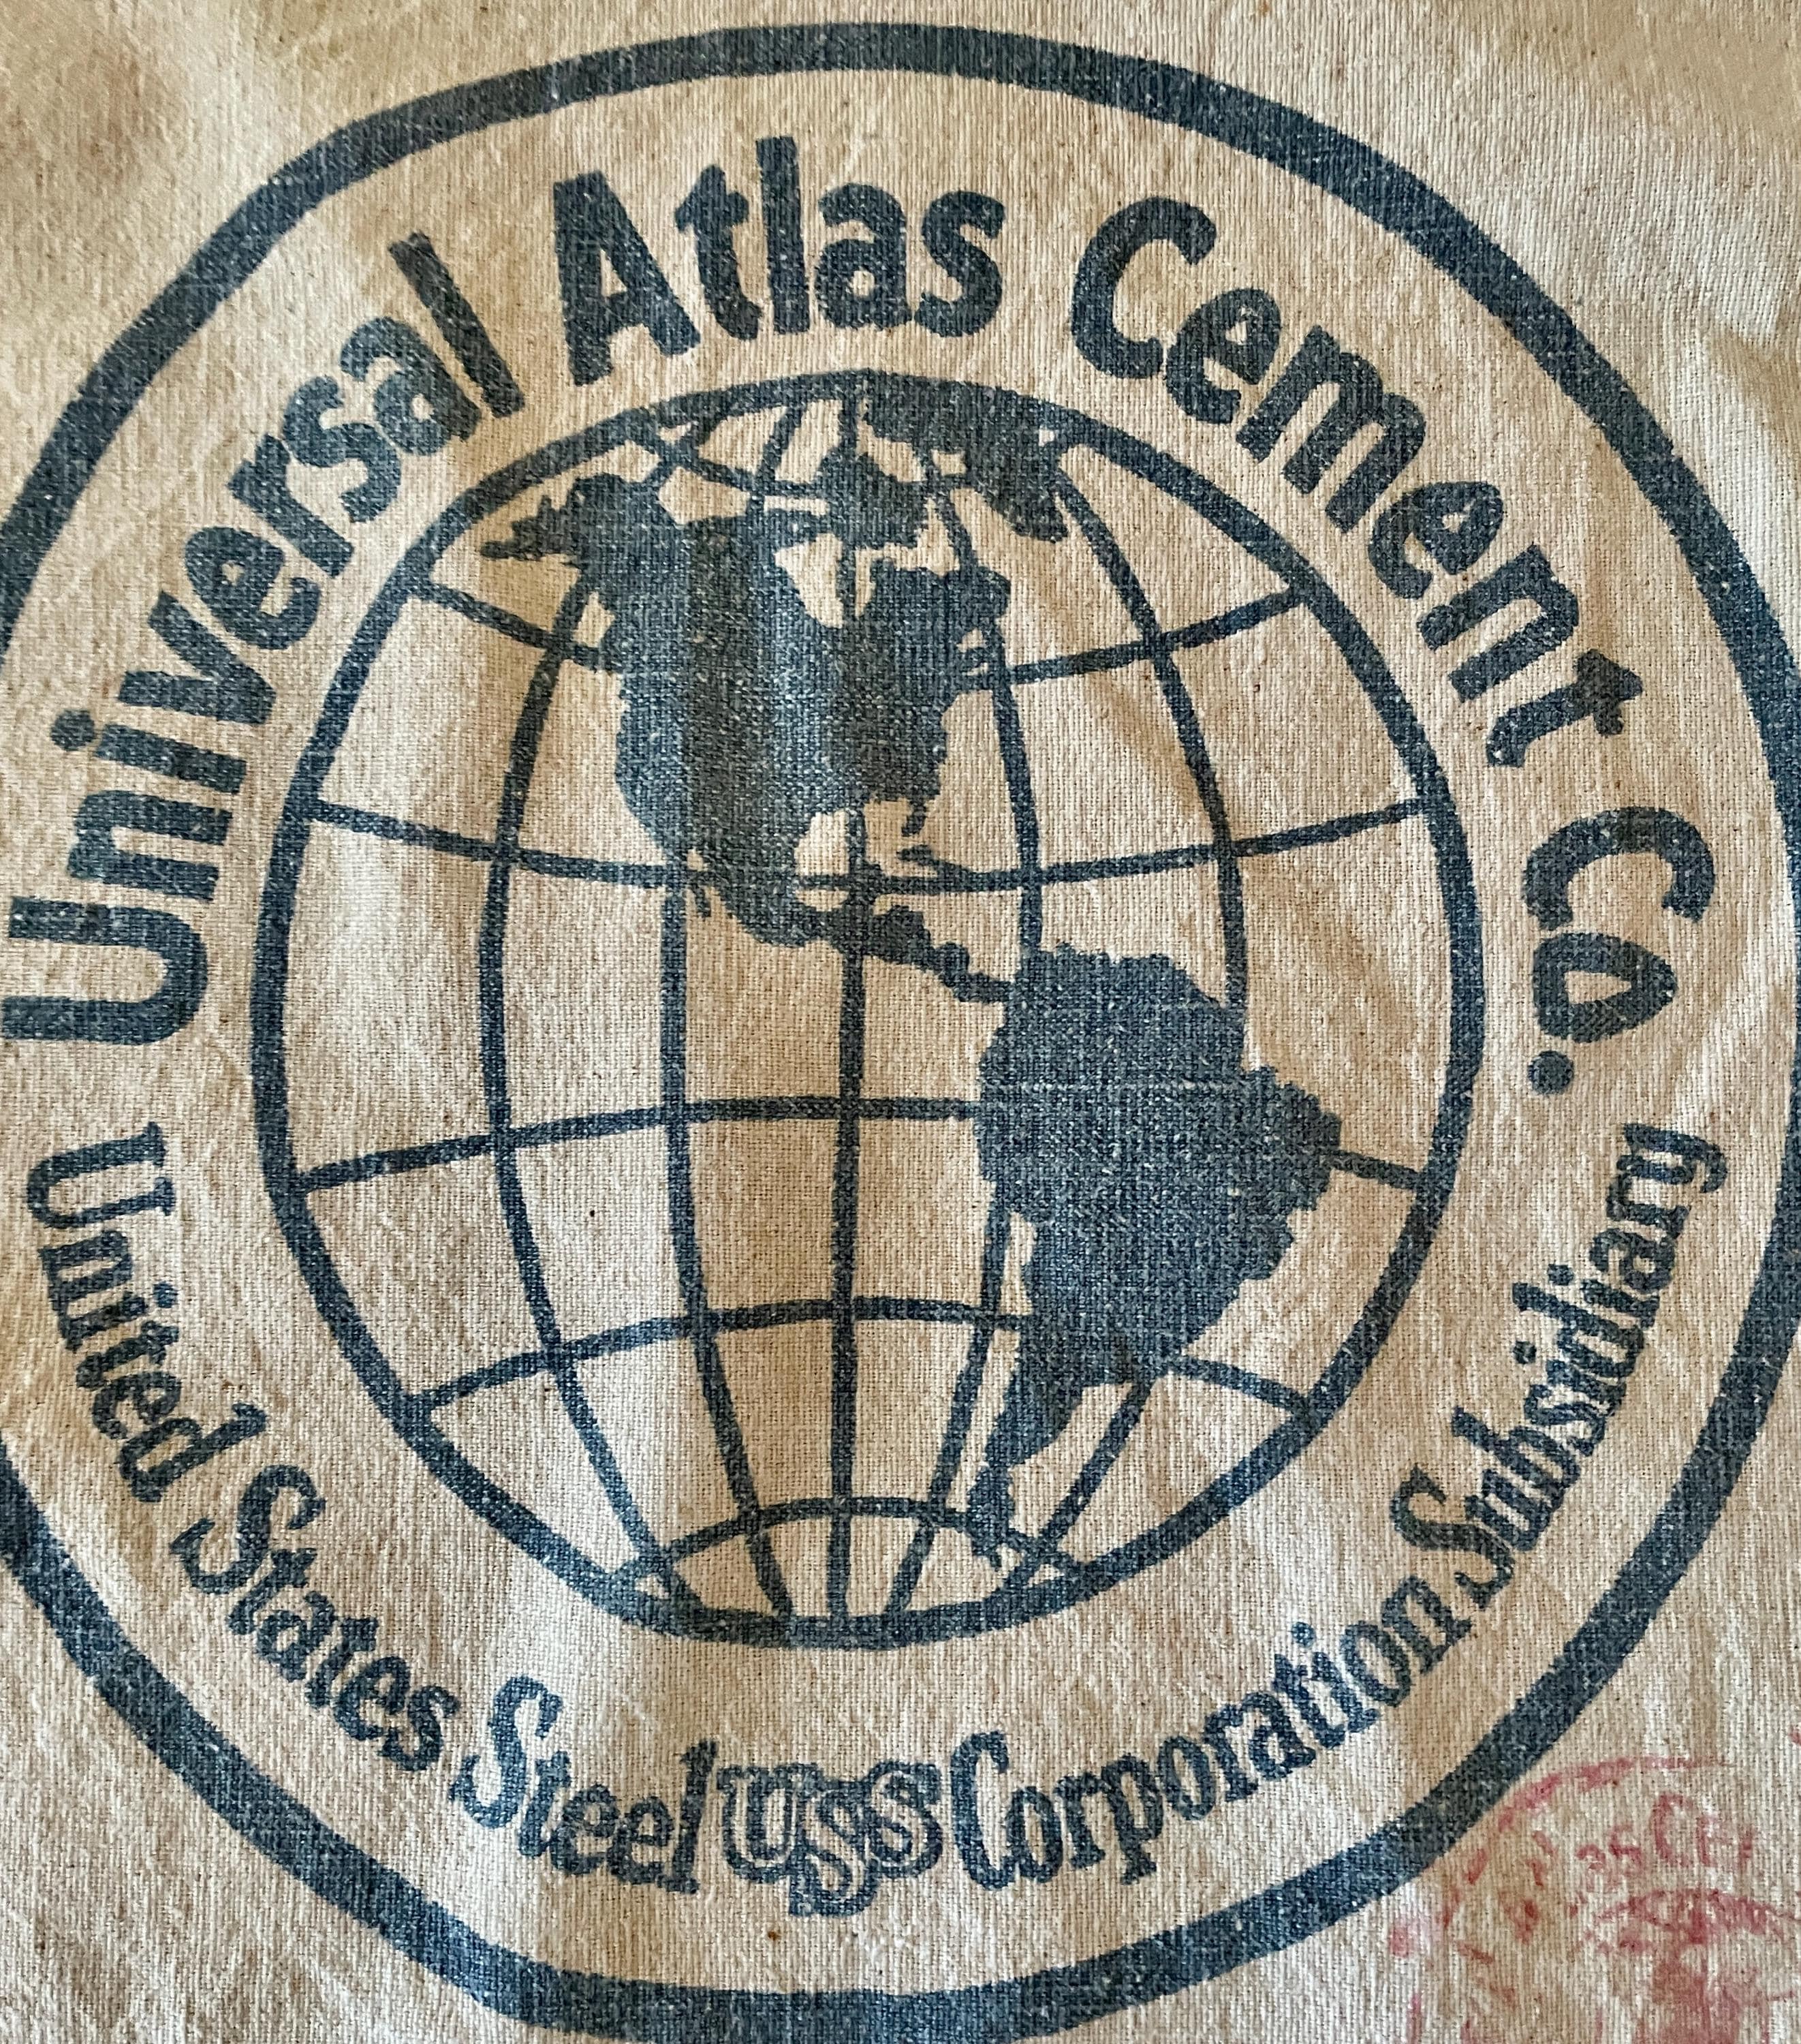 Universal Atlas Cement Co.
United States Steel USS Corporation Subsidiary